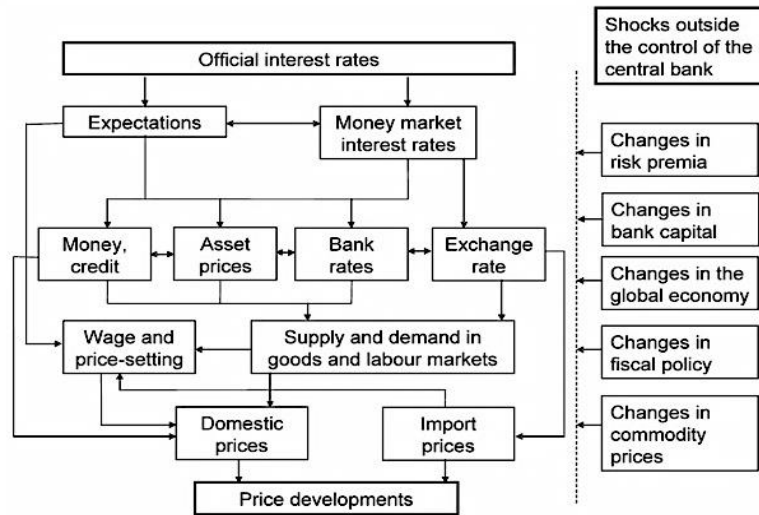 Official interest rates
Expectations
Money market
interest rates
Money,
credit
Asset
prices
Bank
rates
Exchange
rate
Wage and
price-setting
Supply and demand in
goods and labour markets
Domestic
prices
Import
prices
Price developments
Shocks outside
the control of the
central bank
Changes in
risk premia
Changes in
bank capital
Changes in the
global economy
Changes in
fiscal policy
Changes in
commodity
prices